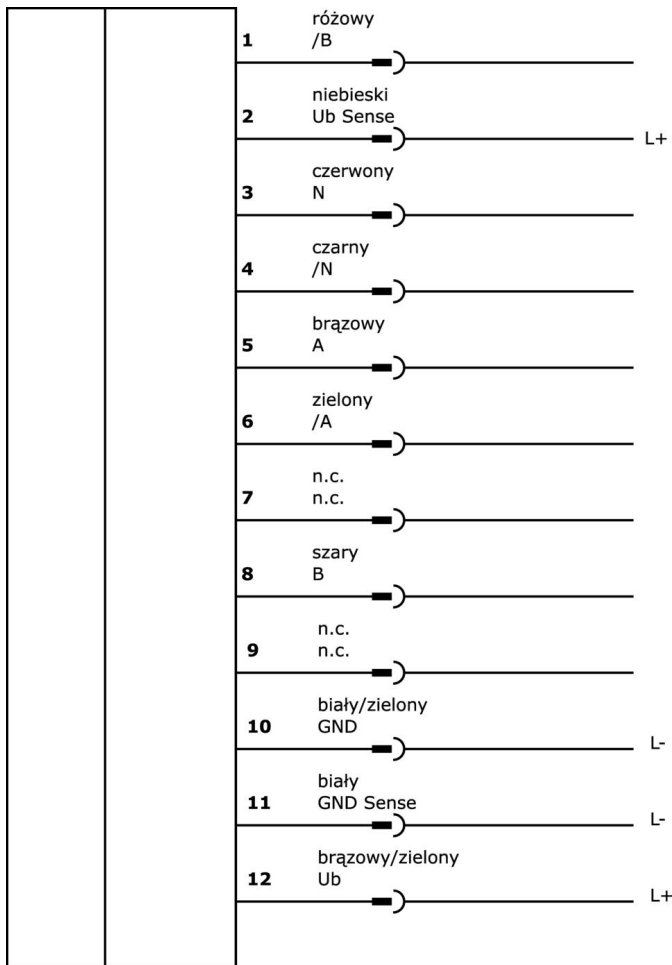 różowy
1 /B
niebieski
2 Ub Sense L+
czerwony
3 N
czarny
4 /N
brązowy
5 A
zielony
6 /A
n.c.
7 n.c.
szary
8 B
n.c.
9 n.c.
biały/zielony
10 GND L-
biały
11 GND Sense L-
brązowy/zielony
12 Ub L+